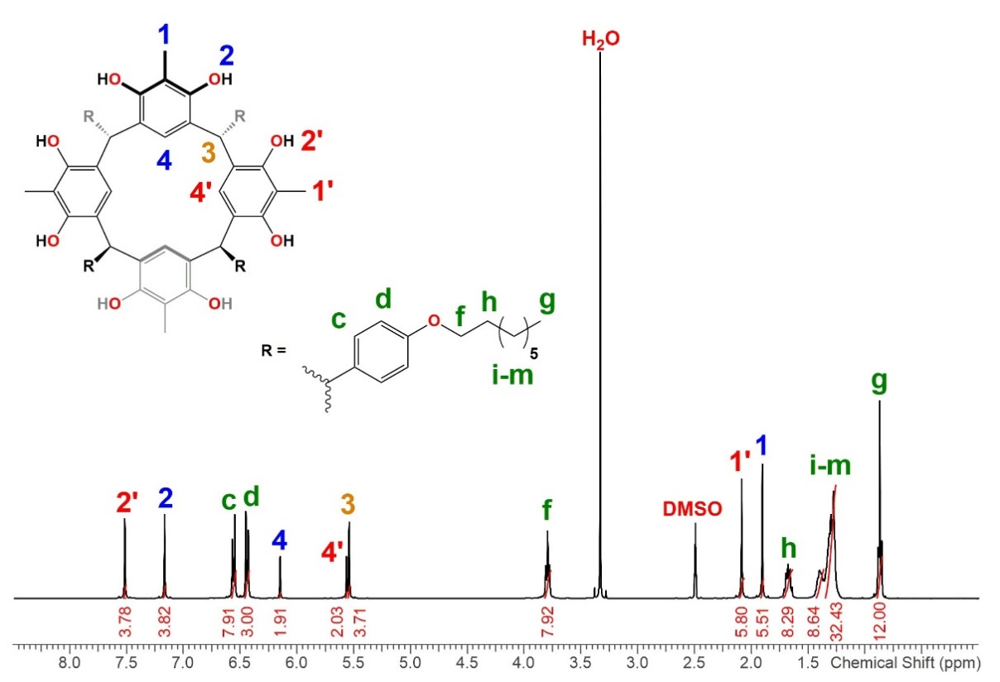 1
2
HO
OH
R
R
HO
OH
2'
4
3
4'
1'
HO
OH
R
R
HO
OH
R =
c
d
O
f
h
g
5
i-m
H₂O
2'
2
c
d
4
4'
3
f
DMSO
1'
1
h
i-m
g
3.78
3.82
7.91
3.00
1.91
2.03
3.71
7.92
5.80
5.51
8.29
8.64
32.43
12.00
8.0 7.5 7.0 6.5 6.0 5.5 5.0 4.5 4.0 3.5 3.0 2.5 2.0 1.5 Chemical Shift (ppm)